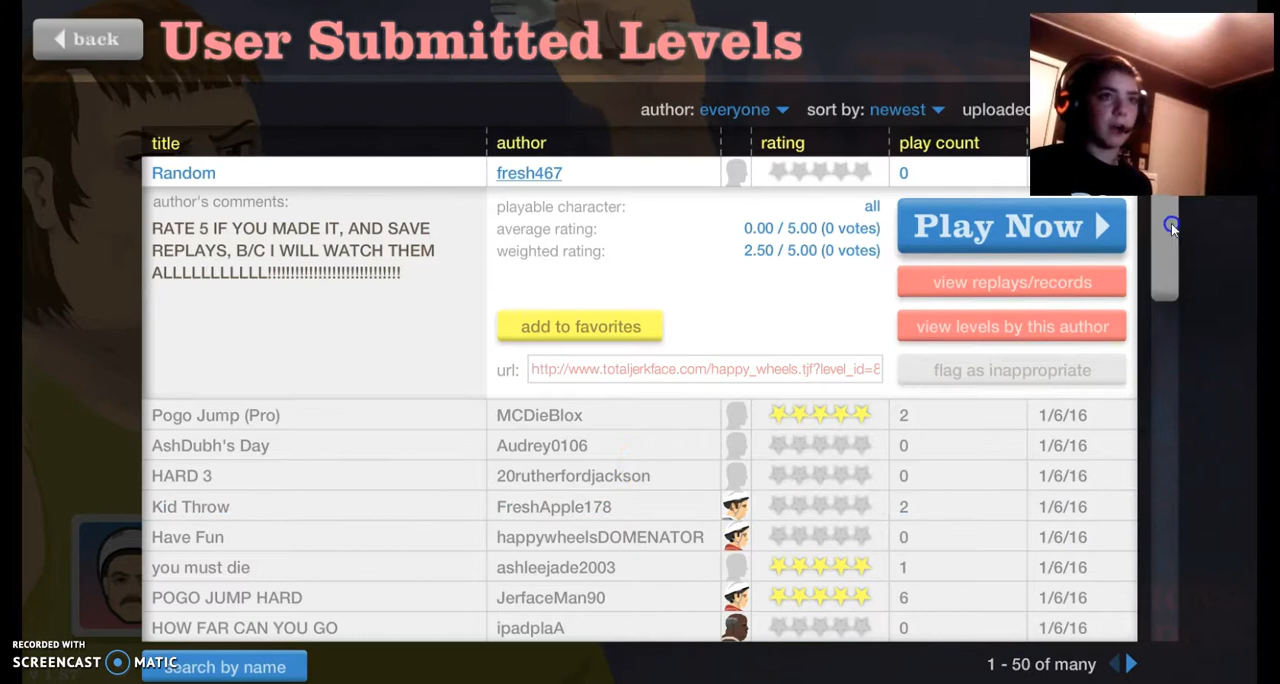 back
User Submitted Levels
author: everyone sort by: newest uploaded
title author rating play count
Random fresh467 0
author's comments:
RATE 5 IF YOU MADE IT, AND SAVE
REPLAYS, B/C I WILL WATCH THEM
ALLLLLLLLLL!!!!!!!!!!!!!!!!!!!!!!!!!!!!
playable character: all
average rating: 0.00 / 5.00 (0 votes)
weighted rating: 2.50 / 5.00 (0 votes)
add to favorites
url: http://www.totaljerkface.com/happy_wheels.tjf?level_id=8
Play Now
view replays/records
view levels by this author
flag as inappropriate
Pogo Jump (Pro) MCDieBlox 2 1/6/16
AshDubh's Day Audrey0106 0 1/6/16
HARD 3 20rutherfordjackson 0 1/6/16
Kid Throw FreshApple178 2 1/6/16
Have Fun happywheelsDOMENATOR 0 1/6/16
you must die ashleejade2003 1 1/6/16
POGO JUMP HARD JerfaceMan90 6 1/6/16
HOW FAR CAN YOU GO ipadplaA 0 1/6/16
RECORDED WITH
SCREENCAST MATIC
search by name
1 - 50 of many